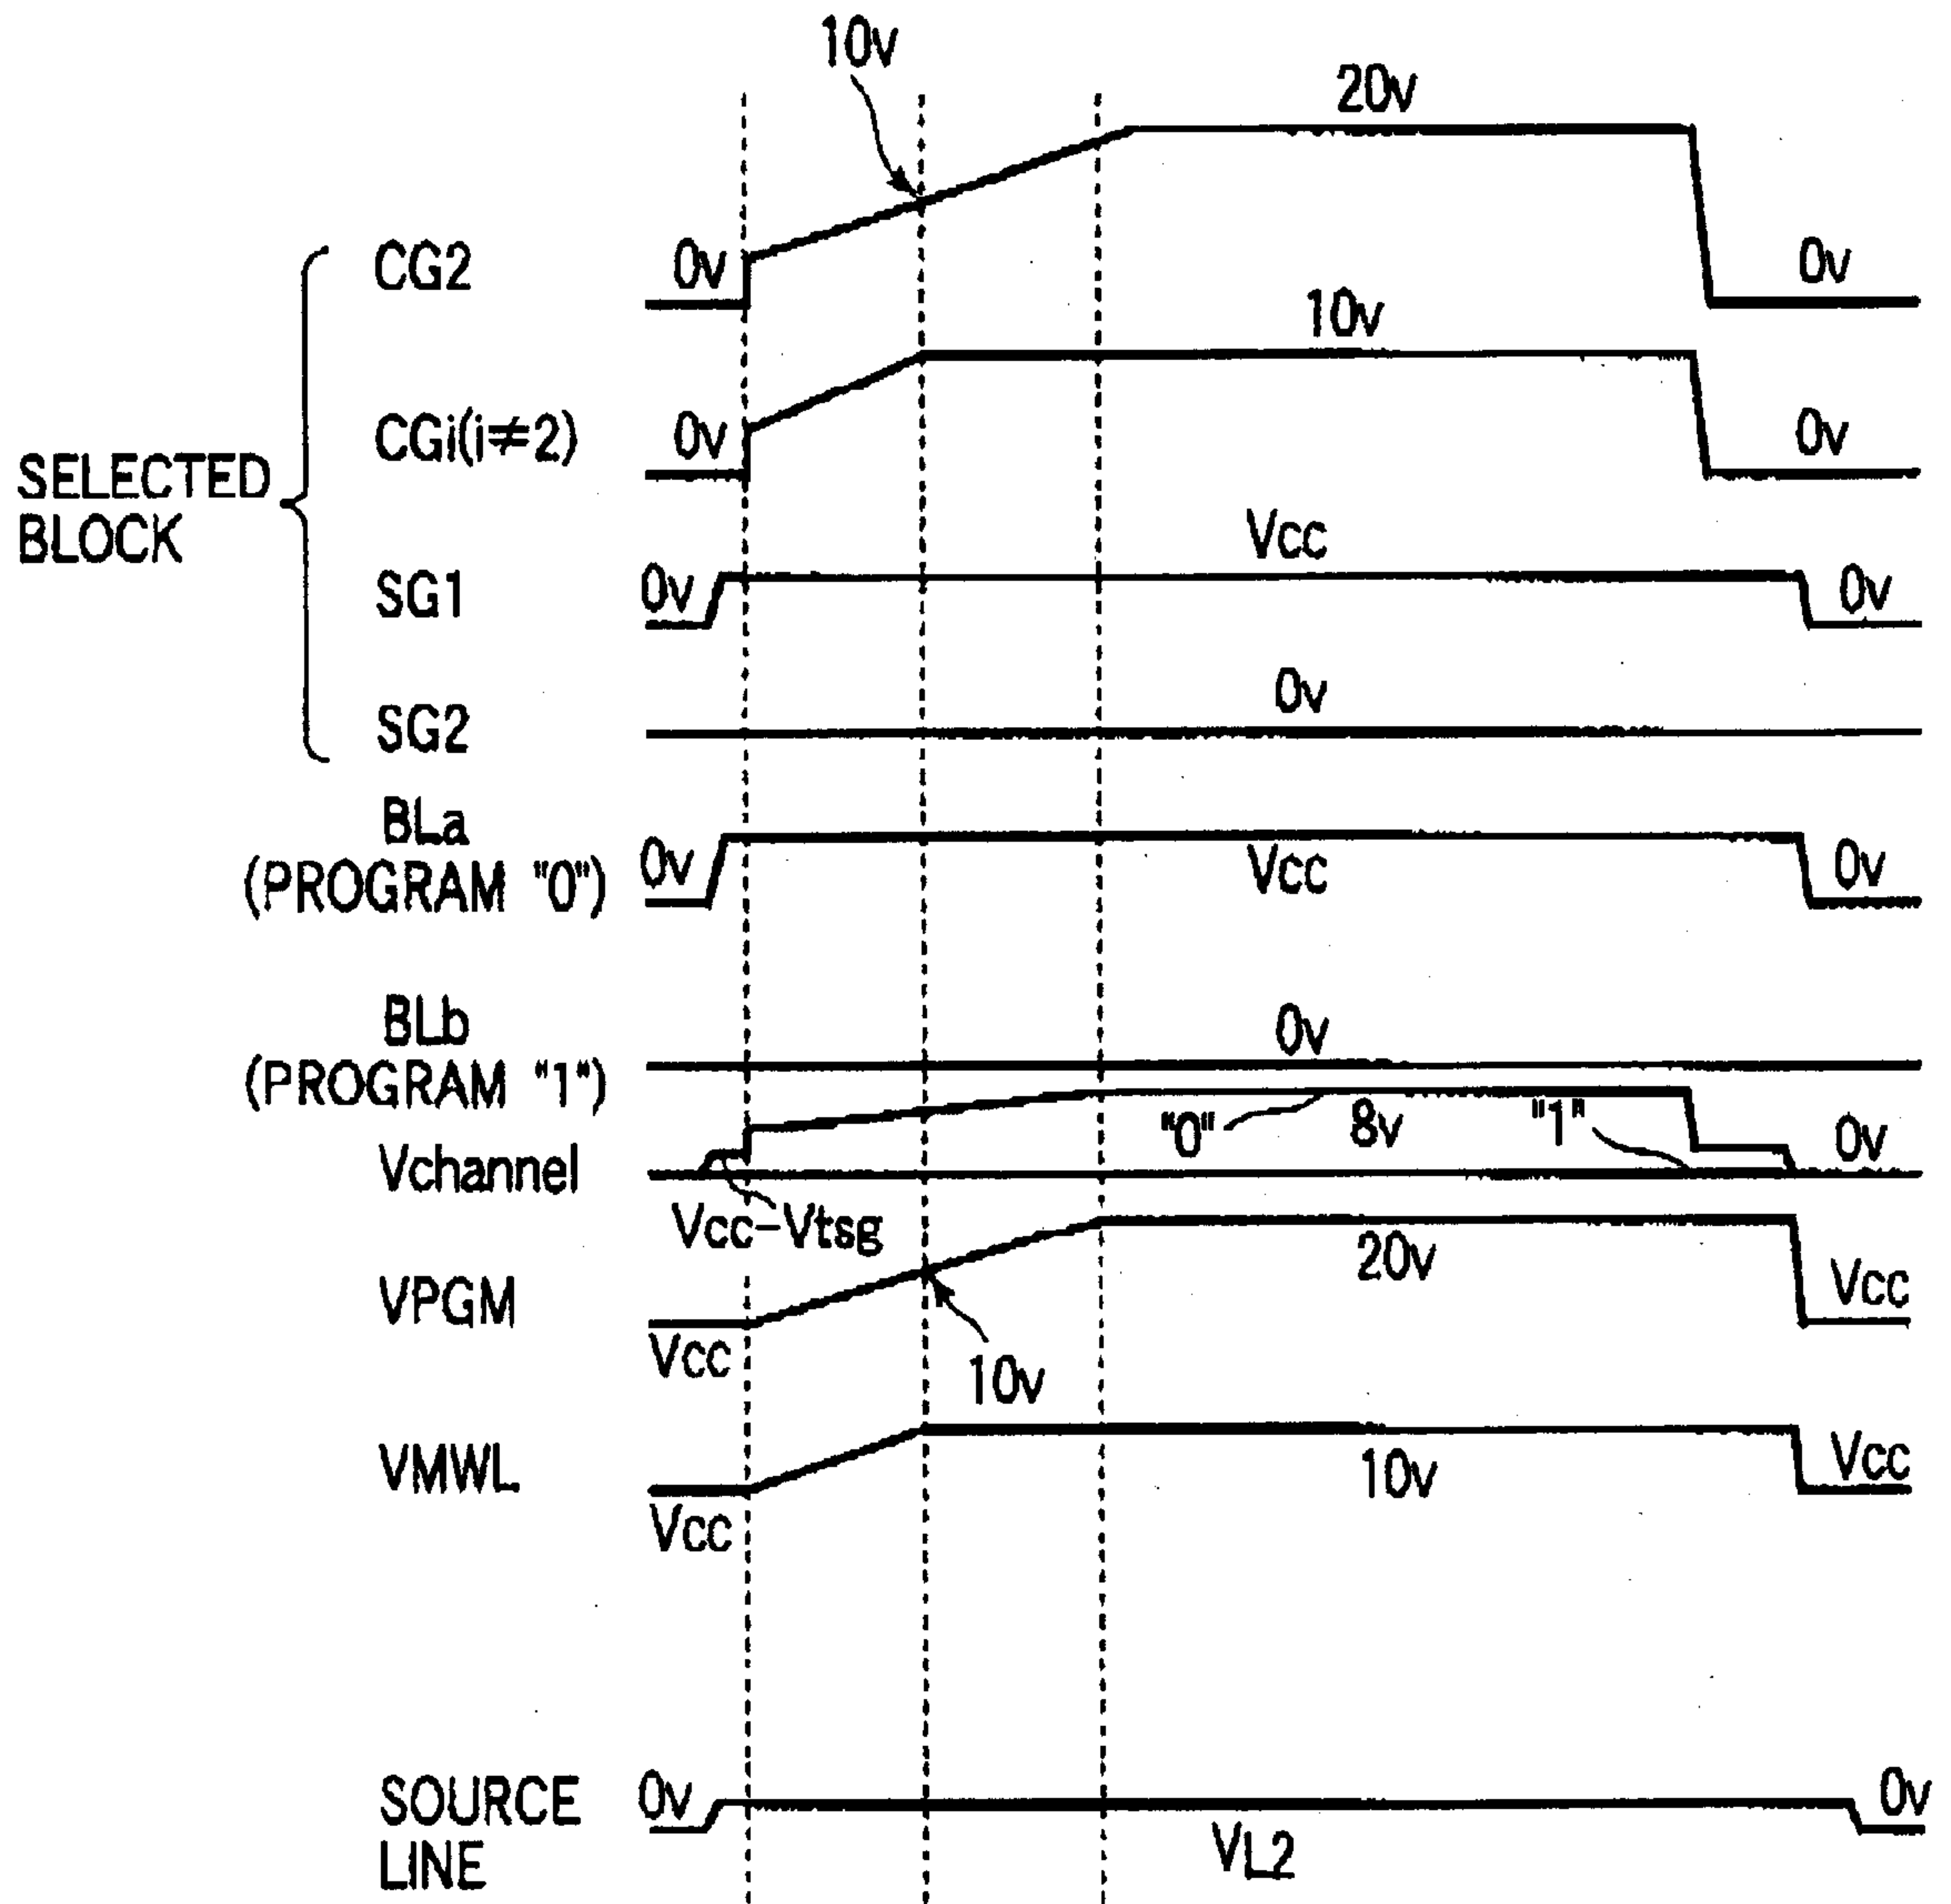 10v
20v
CG2 0v 0v
10v
CGi(i≠2) 0v 0v
SELECTED
BLOCK
Vcc
SG1 0v 0v
0v
SG2
BLa
(PROGRAM "0") 0v Vcc 0v
BLb 0v
(PROGRAM "1")
"0" 8v "1" 0v
Vchannel
Vcc-Vtsg
20v
VPGM Vcc
Vcc
10v
VMWL 10v Vcc
Vcc
SOURCE 0v 0v
LINE VL2